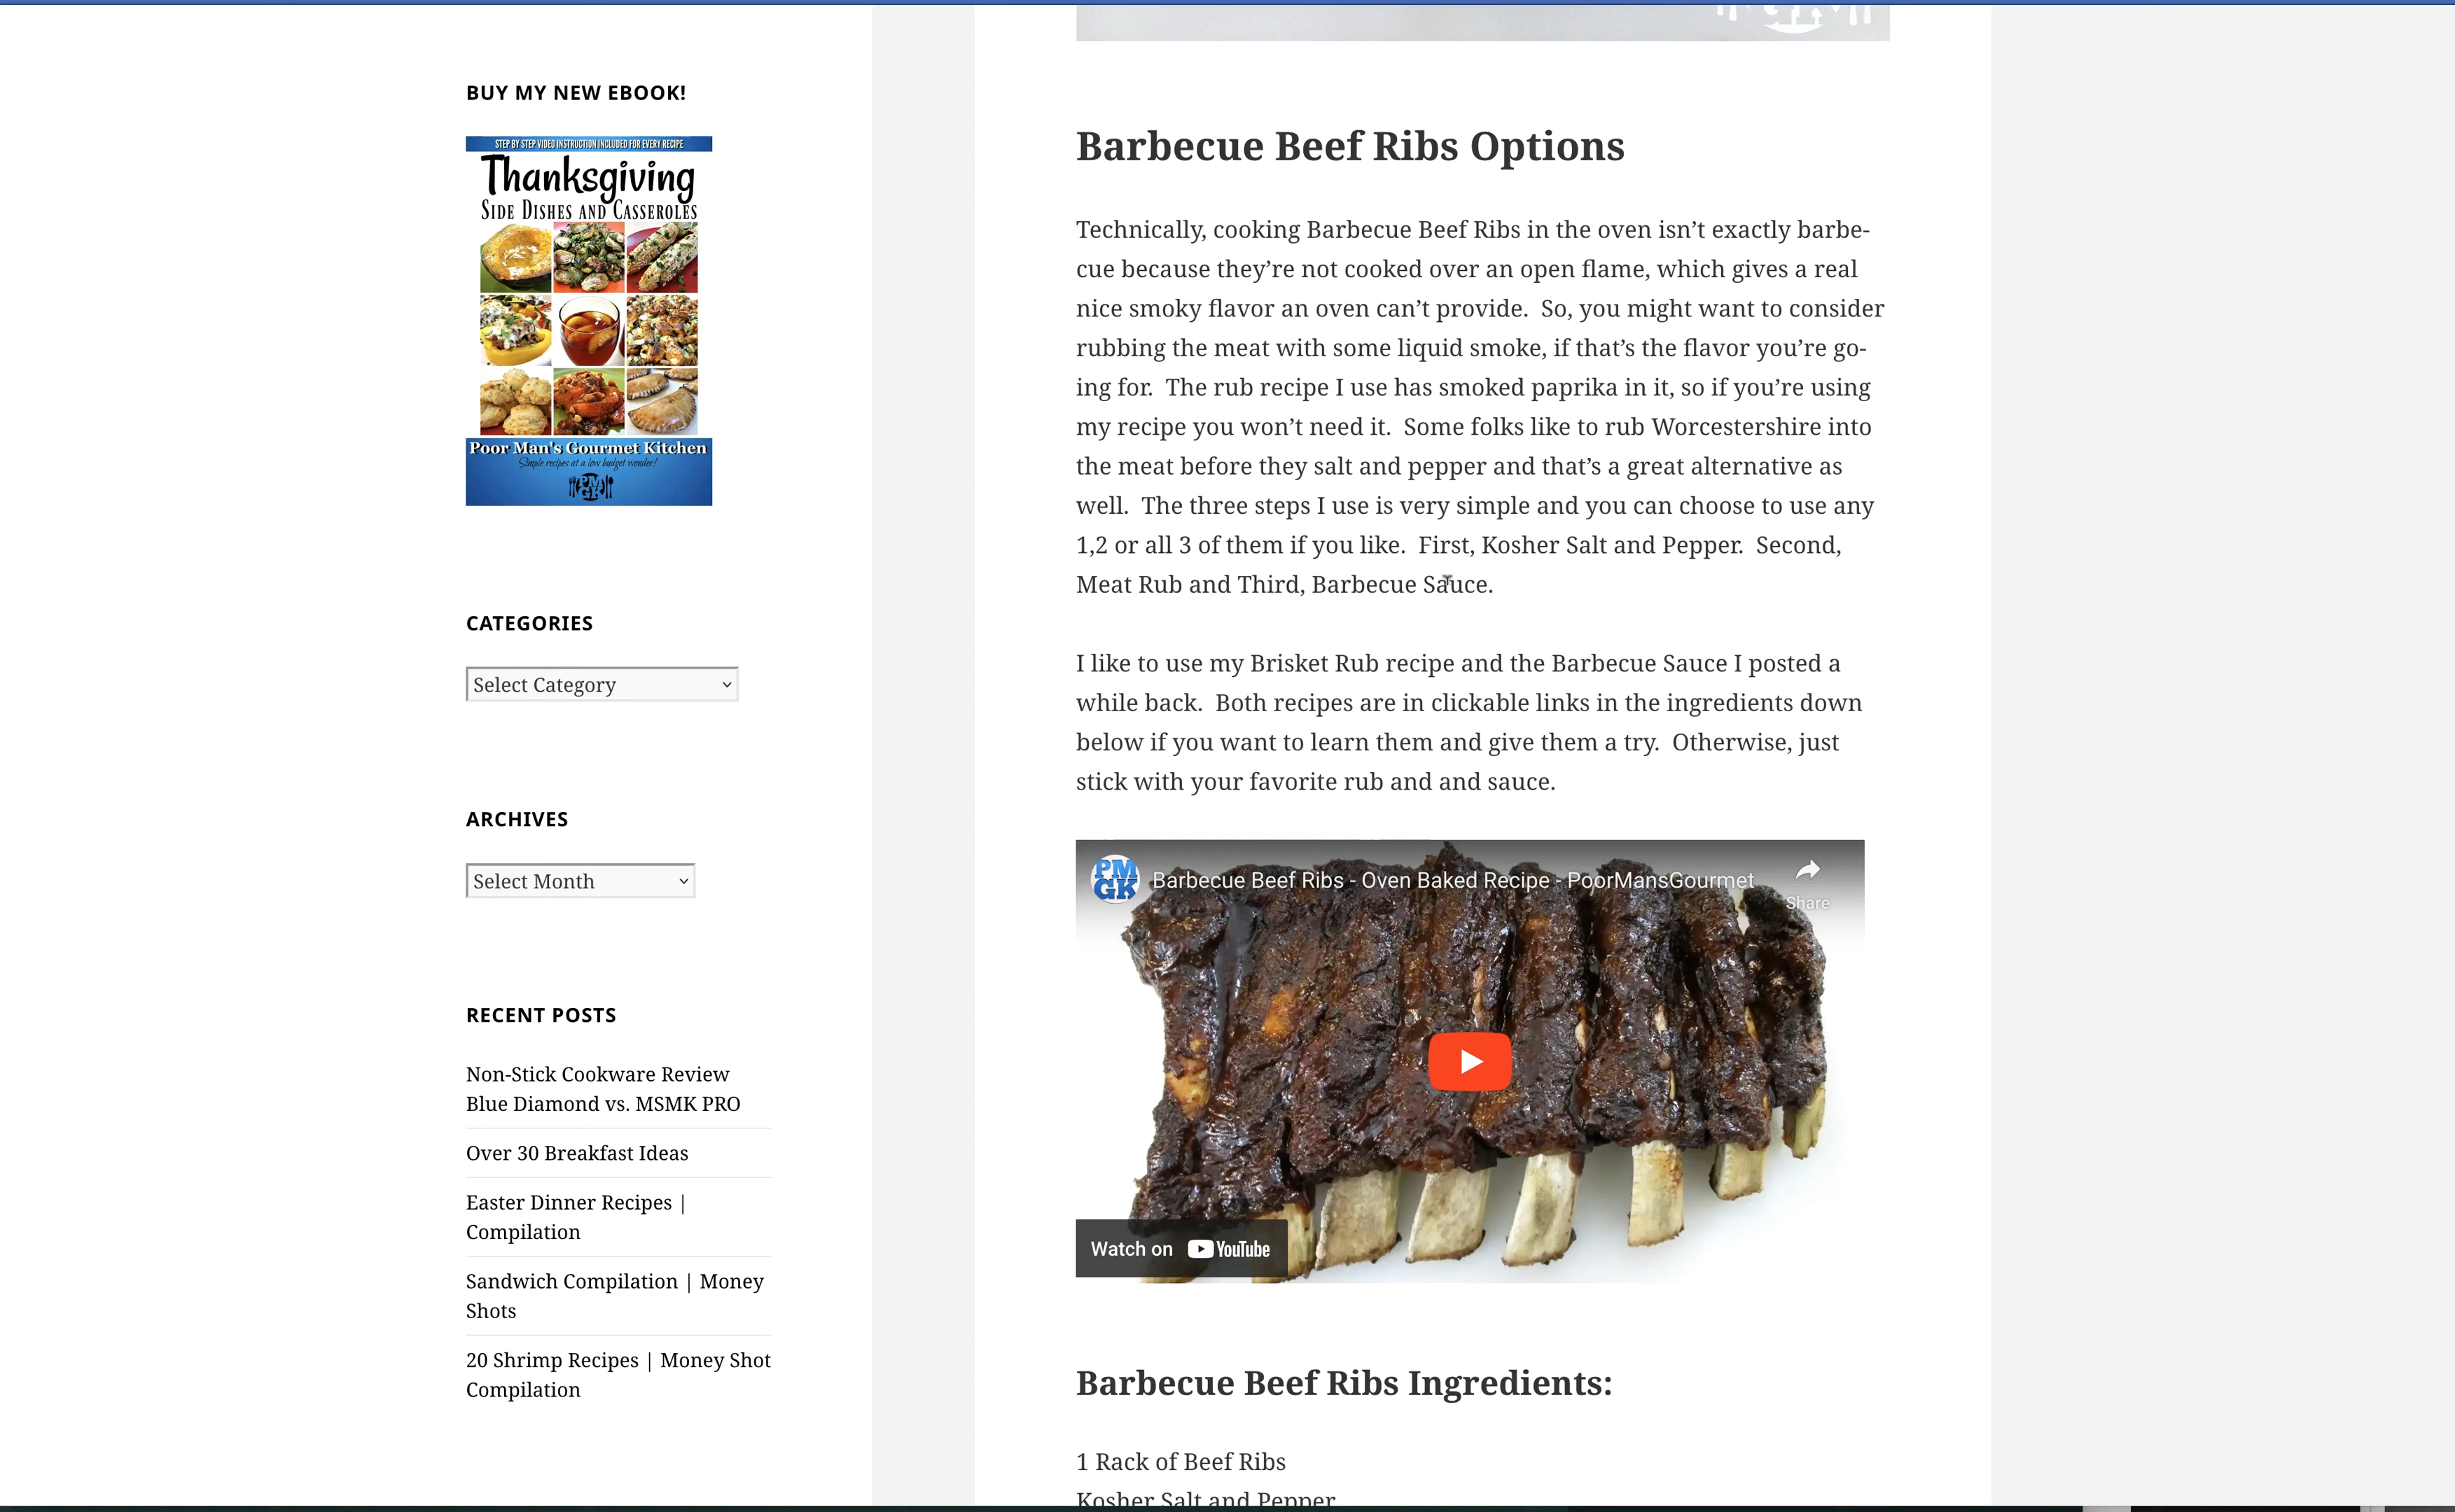 BUY MY NEW EBOOK!
STEP BY STEP VIDEO INSTRUCTION INCLUDED FOR EVERY RECIPE
Thanksgiving
SIDE DISHES AND CASSEROLES
Poor Man's Gourmet Kitchen
Simple recipes at a low budget wonder!
PM
GK
CATEGORIES
Select Category
ARCHIVES
Select Month
RECENT POSTS
Non-Stick Cookware Review
Blue Diamond vs. MSMK PRO
Over 30 Breakfast Ideas
Easter Dinner Recipes |
Compilation
Sandwich Compilation | Money
Shots
20 Shrimp Recipes | Money Shot
Compilation
Barbecue Beef Ribs Options
Technically, cooking Barbecue Beef Ribs in the oven isn’t exactly barbe-
cue because they’re not cooked over an open flame, which gives a real
nice smoky flavor an oven can’t provide.  So, you might want to consider
rubbing the meat with some liquid smoke, if that’s the flavor you’re go-
ing for.  The rub recipe I use has smoked paprika in it, so if you’re using
my recipe you won’t need it.  Some folks like to rub Worcestershire into
the meat before they salt and pepper and that’s a great alternative as
well.  The three steps I use is very simple and you can choose to use any
1,2 or all 3 of them if you like.  First, Kosher Salt and Pepper.  Second,
Meat Rub and Third, Barbecue Sauce.
I like to use my Brisket Rub recipe and the Barbecue Sauce I posted a
while back.  Both recipes are in clickable links in the ingredients down
below if you want to learn them and give them a try.  Otherwise, just
stick with your favorite rub and and sauce.
PM
GK
Barbecue Beef Ribs - Oven Baked Recipe - PoorMansGourmet
Share
Watch on YouTube
Barbecue Beef Ribs Ingredients:
1 Rack of Beef Ribs
Kosher Salt and Pepper